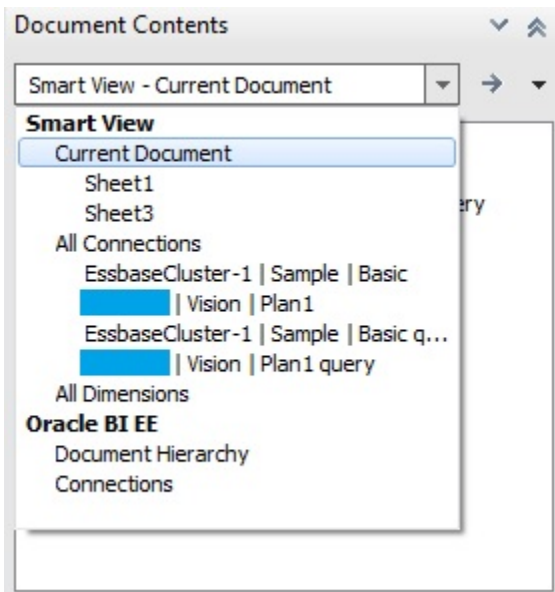 Document Contents
Smart View - Current Document
Smart View
Current Document
Sheet1
Sheet3
All Connections
EssbaseCluster-1 | Sample | Basic
| Vision | Plan1
EssbaseCluster-1 | Sample | Basic q...
| Vision | Plan1 query
All Dimensions
Oracle BI EE
Document Hierarchy
Connections